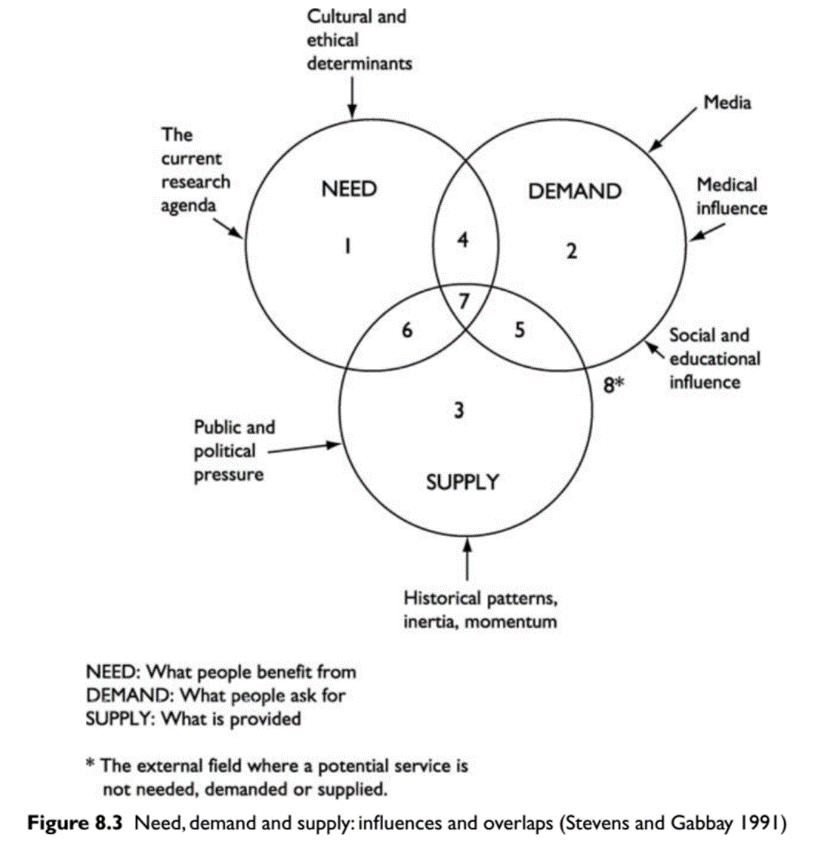 Cultural and
ethical
determinants
Media
The
current
research
agenda
NEED
DEMAND
Medical
influence
1
4
2
7
6
5
Social and
educational
influence
8*
3
Public and
political
pressure
SUPPLY
Historical patterns,
inertia, momentum
NEED: What people benefit from
DEMAND: What people ask for
SUPPLY: What is provided
* The external field where a potential service is
not needed, demanded or supplied.
Figure 8.3 Need, demand and supply: influences and overlaps (Stevens and Gabbay 1991)